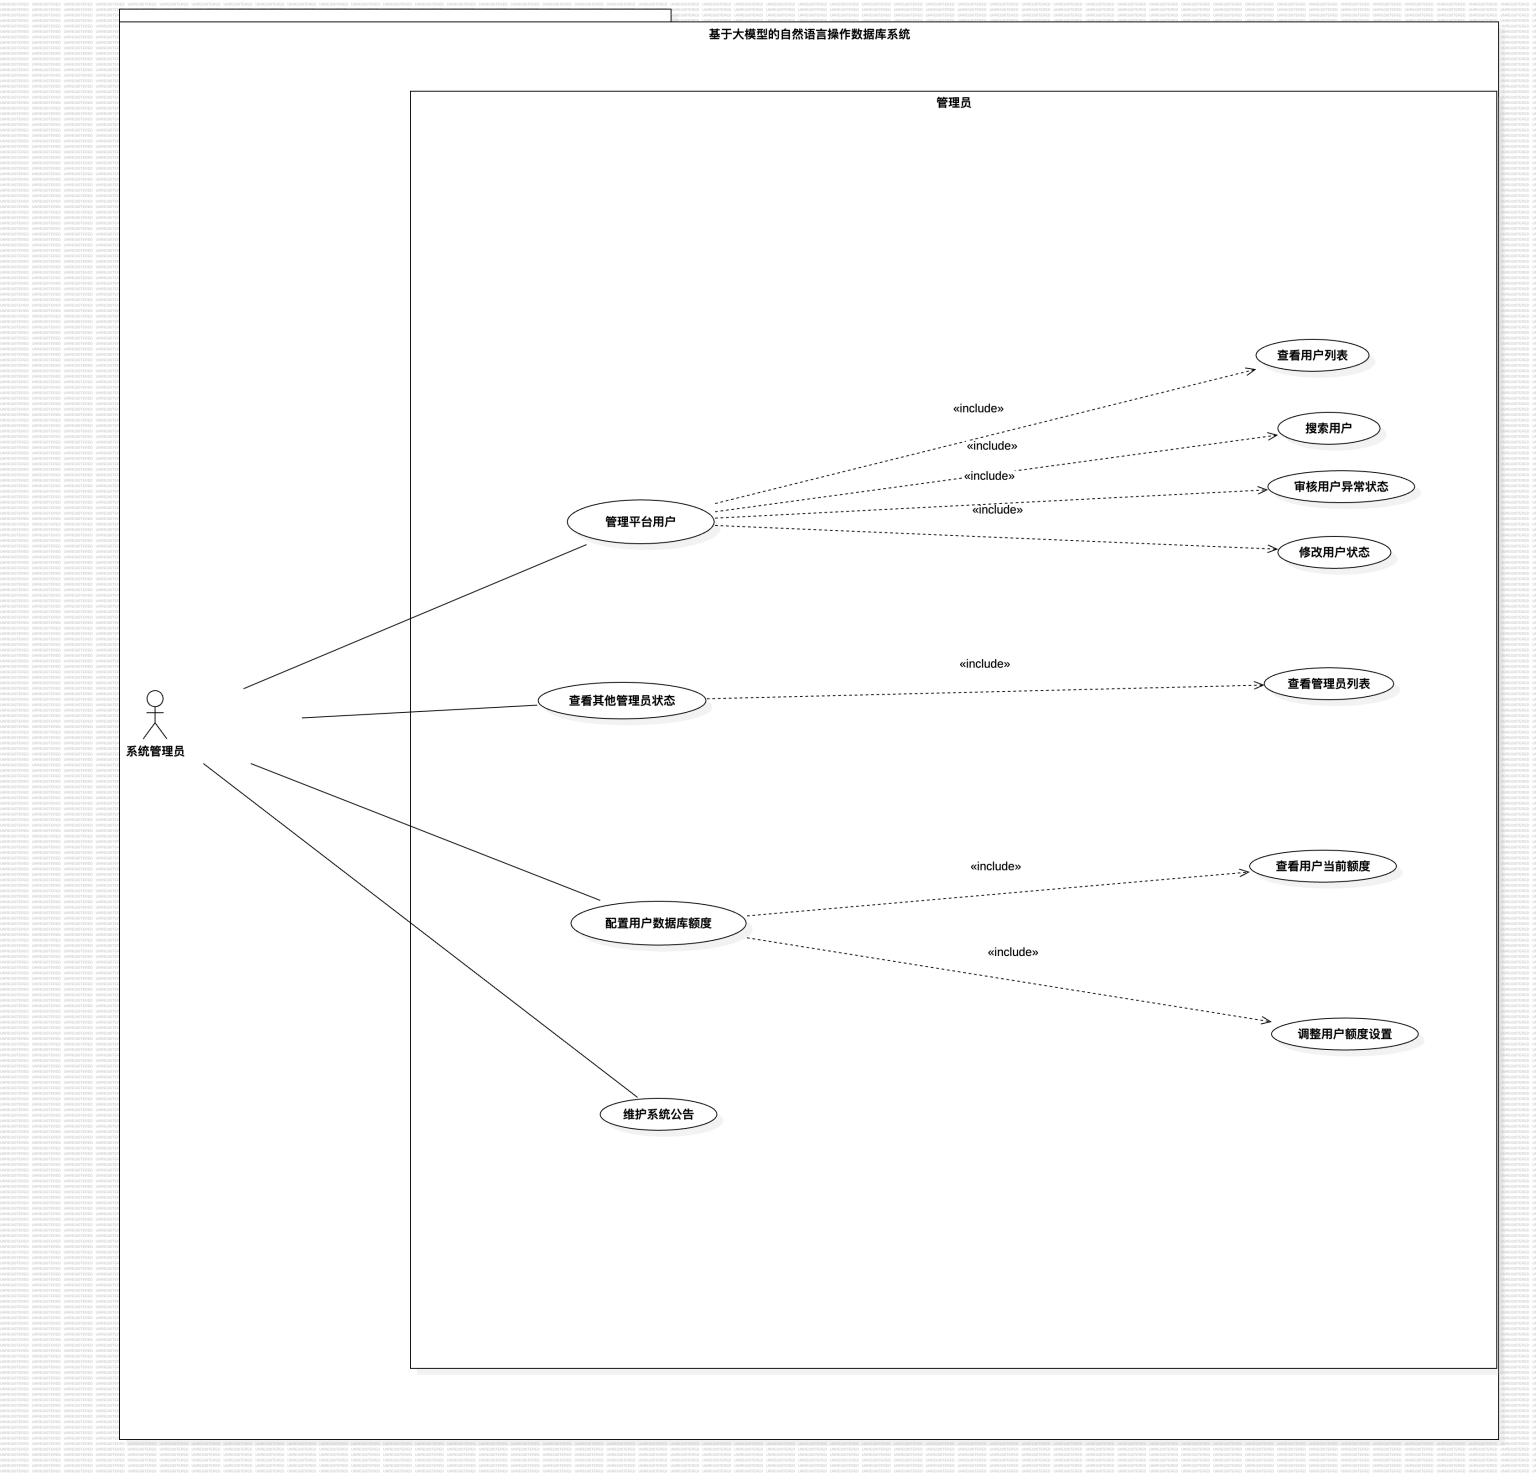 基于大模型的自然语言操作数据库系统
管理员
查看用户列表
«include»
搜索用户
«include»
«include»
审核用户异常状态
«include»
管理平台用户
修改用户状态
«include»
查看管理员列表
查看其他管理员状态
系统管理员
«include»
查看用户当前额度
配置用户数据库额度
«include»
调整用户额度设置
维护系统公告